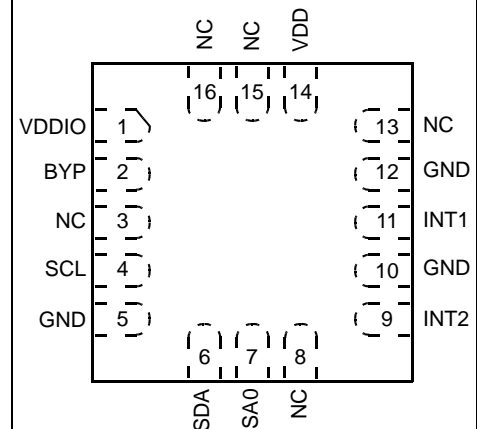 NC NC VDD
16 15 14
VDDIO 1 13 NC
BYP 2 12 GND
NC 3 11 INT1
SCL 4 10 GND
GND 5 9 INT2
6 7 8
SDA SA0 NC